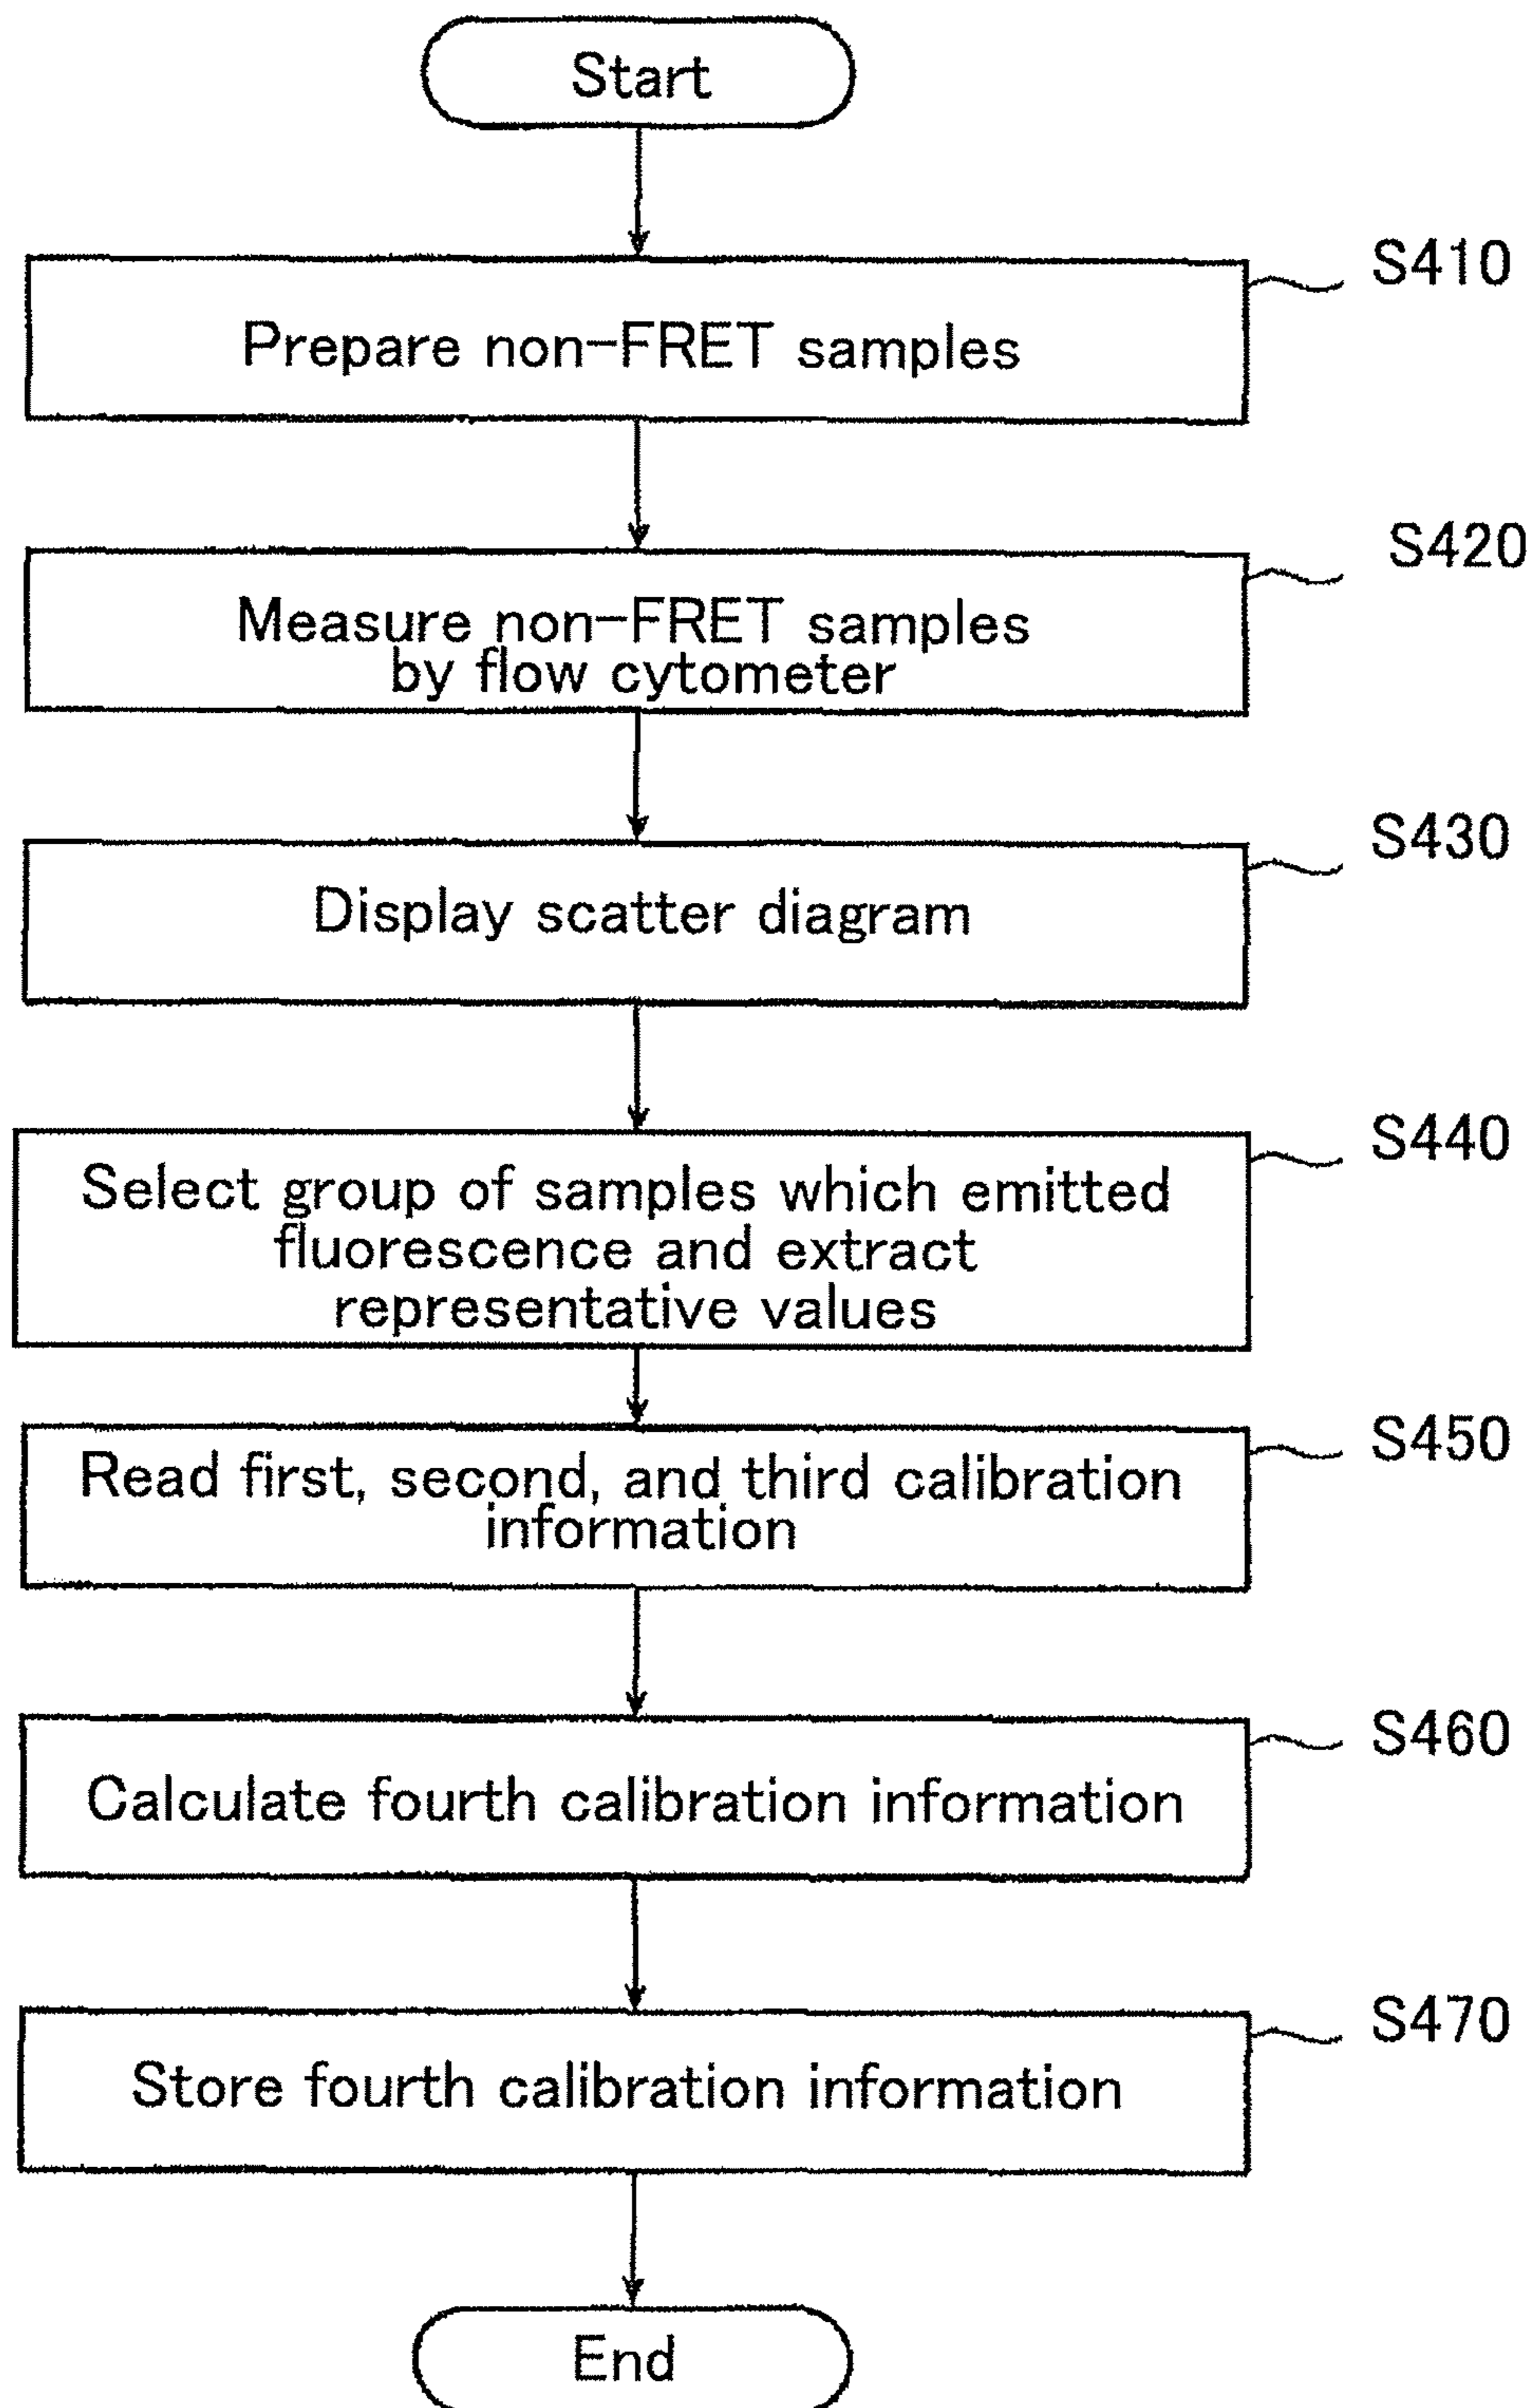 Start
S410
Prepare non-FRET samples
S420
Measure non-FRET samples
by flow cytometer
S430
Display scatter diagram
S440
Select group of samples which emitted
fluorescence and extract
representative values
S450
Read first, second, and third calibration
information
S460
Calculate fourth calibration information
S470
Store fourth calibration information
End